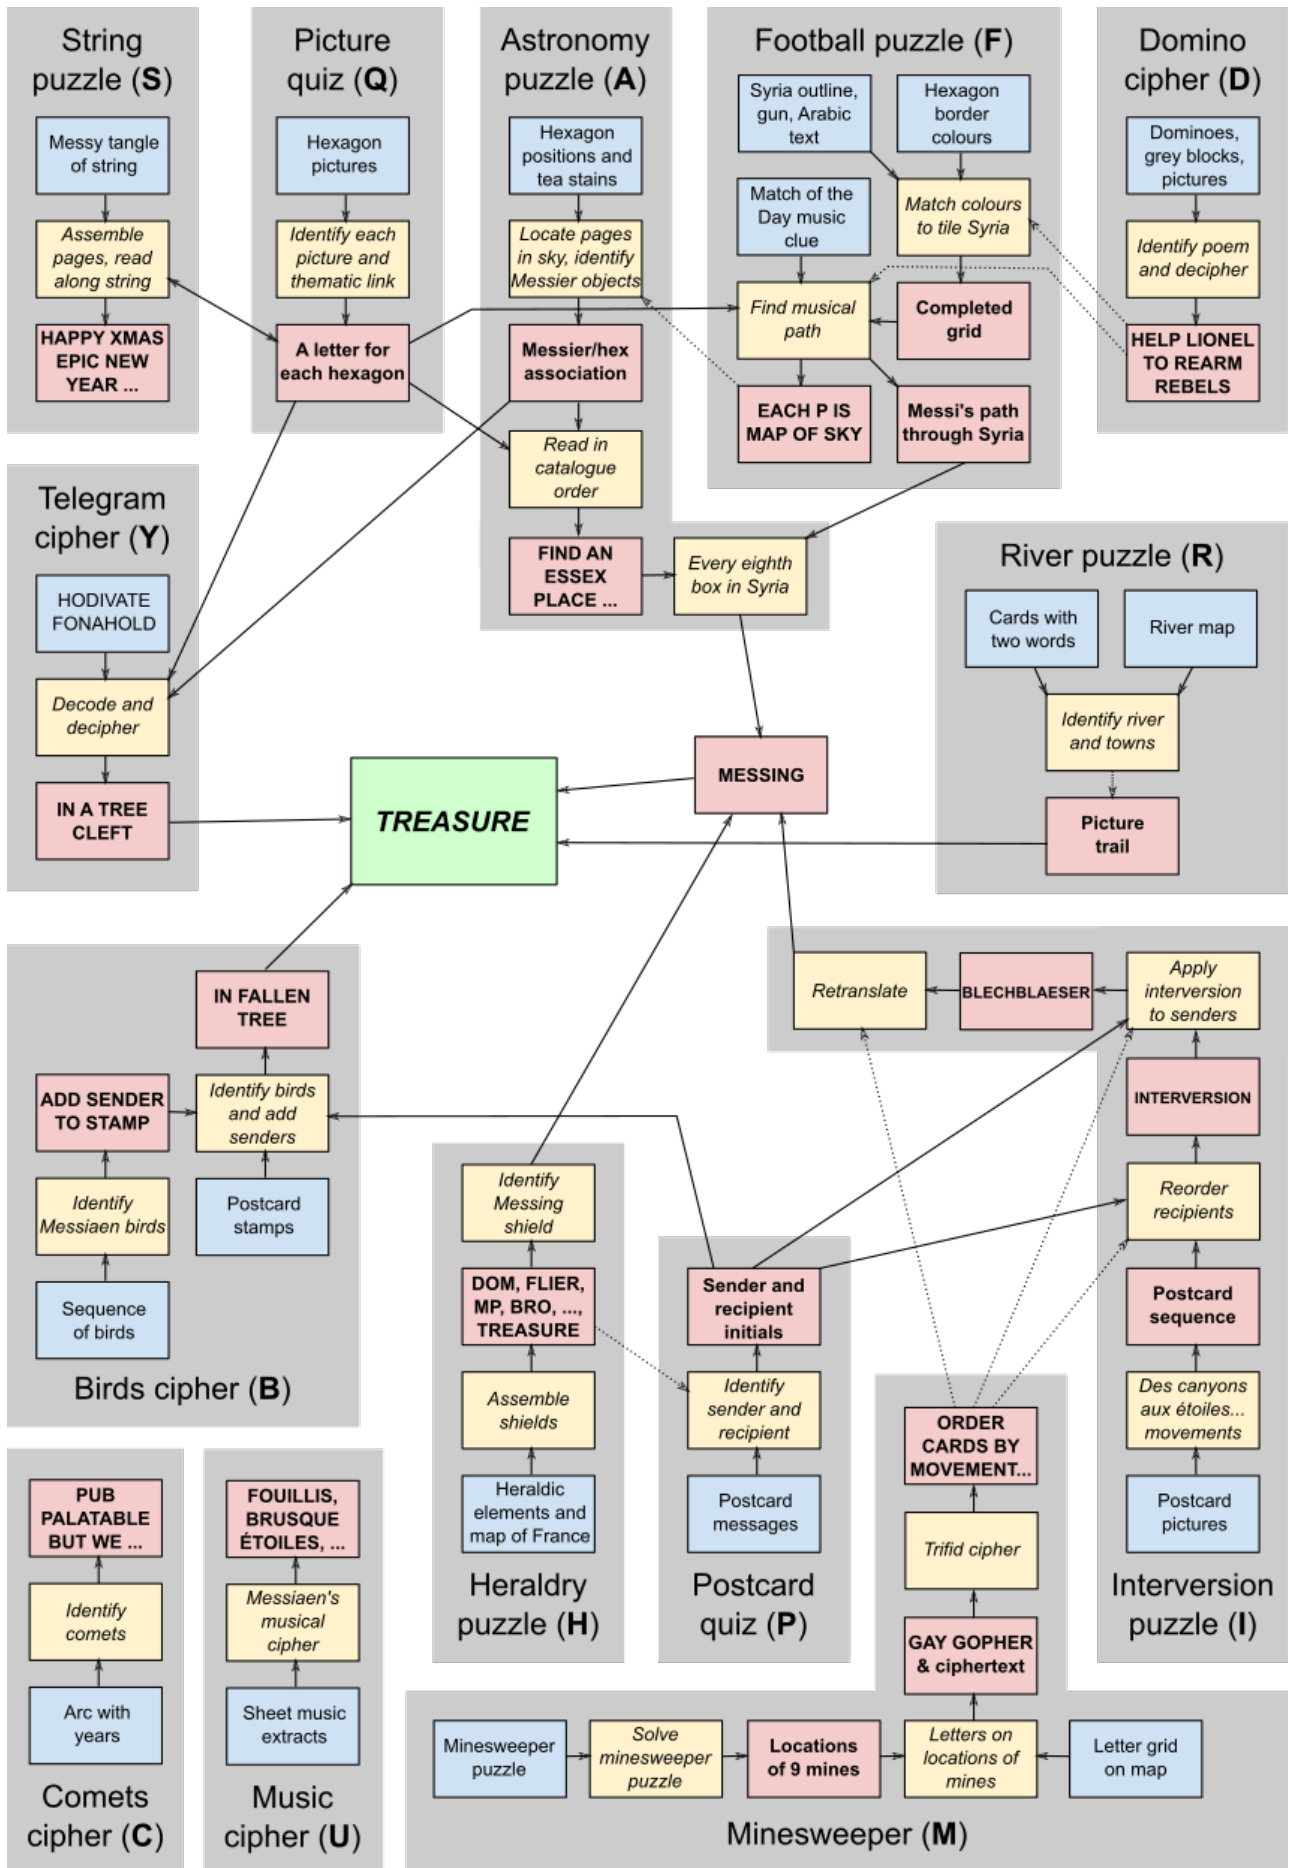 String
puzzle (S)
Messy tangle
of string
Assemble
pages, read
along string
HAPPY XMAS
EPIC NEW
YEAR ...
Picture
quiz (Q)
Hexagon
pictures
Identify each
picture and
thematic link
A letter for
each hexagon
Astronomy
puzzle (A)
Hexagon
positions and
tea stains
Locate pages
in sky, identify
Messier objects
Messier/hex
association
Read in
catalogue
order
FIND AN
ESSEX
PLACE ...
Every eighth
box in Syria
Football puzzle (F)
Syria outline,
gun, Arabic
text
Hexagon
border
colours
Match of the
Day music
clue
Match colours
to tile Syria
Find musical
path
Completed
grid
EACH P IS
MAP OF SKY
Messi's path
through Syria
Domino
cipher (D)
Dominoes,
grey blocks,
pictures
Identify poem
and decipher
HELP LIONEL
TO REARM
REBELS
Telegram
cipher (Y)
HODIVATE
FONAHOLD
Decode and
decipher
IN A TREE
CLEFT
River puzzle (R)
Cards with
two words
River map
Identify river
and towns
Picture
trail
MESSING
TREASURE
IN FALLEN
TREE
ADD SENDER
TO STAMP
Identify birds
and add
senders
Identify
Messiaen birds
Postcard
stamps
Sequence
of birds
Birds cipher (B)
Identify
Messing
shield
DOM, FLIER,
MP, BRO, ...,
TREASURE
Assemble
shields
Heraldic
elements and
map of France
Heraldry
puzzle (H)
Sender and
recipient
initials
Identify
sender and
recipient
Postcard
messages
Postcard
quiz (P)
Retranslate
BLECHBLAESER
Apply
interversion
to senders
INTERVERSION
Reorder
recipients
Postcard
sequence
Des canyons
aux étoiles...
movements
Postcard
pictures
Interversion
puzzle (I)
ORDER
CARDS BY
MOVEMENT...
Trifid cipher
GAY GOPHER
& ciphertext
Minesweeper
puzzle
Solve
minesweeper
puzzle
Locations
of 9 mines
Letters on
locations of
mines
Letter grid
on map
Minesweeper (M)
PUB
PALATABLE
BUT WE ...
Identify
comets
Arc with
years
Comets
cipher (C)
FOUILLIS,
BRUSQUE
ÉTOILES, ...
Messiaen's
musical
cipher
Sheet music
extracts
Music
cipher (U)